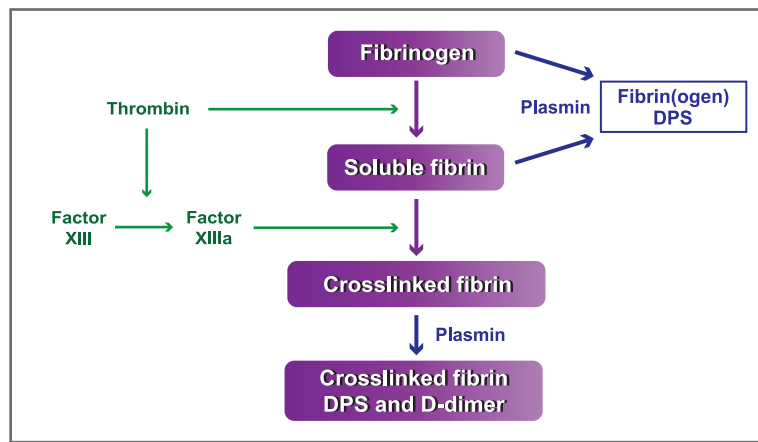 Fibrinogen
Thrombin
Plasmin
Fibrin(ogen)
DPS
Soluble fibrin
Factor
XIII
Factor
XIIIa
Crosslinked fibrin
Plasmin
Crosslinked fibrin
DPS and D-dimer